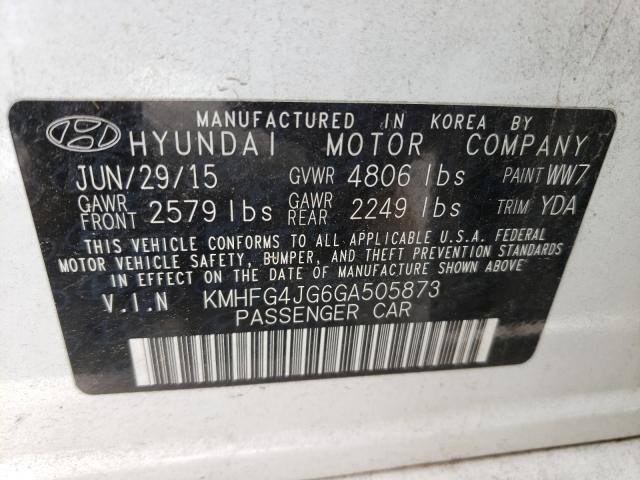 MANUFACTURED IN KOREA BY
HYUNDAI MOTOR COMPANY
JUN/29/15 GVWR 4806 lbs PAINT WW7
GAWR FRONT 2579 lbs GAWR REAR 2249 lbs TRIM YDA
THIS VEHICLE CONFORMS TO ALL APPLICABLE U.S.A. FEDERAL
MOTOR VEHICLE SAFETY, BUMPER, AND THEFT PREVENTION STANDARDS
IN EFFECT ON THE DATE OF MANUFACTURE SHOWN ABOVE.
V.I.N KMHFG4JG6GA505873
PASSENGER CAR